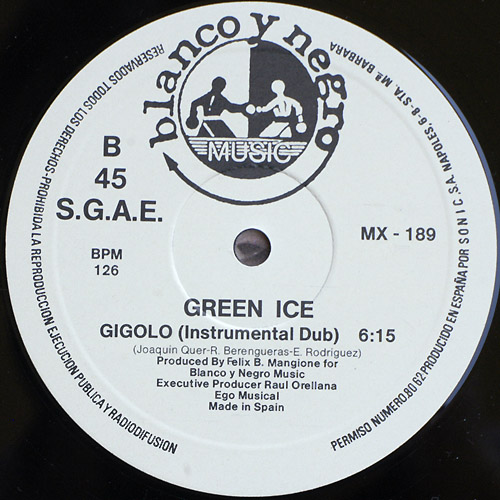 blanco y negro
MUSIC
B
45
S.G.A.E.
BPM
126
MX - 189
GREEN ICE
GIGOLO (Instrumental Dub) 6:15
(Joaquin Quer-R. Berengueras-E. Rodriguez)
Produced By Felix B. Mangione for
Blanco y Negro Music
Executive Producer Raul Orellana
Ego Musical
Made in Spain
RESERVADOS TODOS LOS DERECHOS-PROHIBIDA LA REPRODUCCION EJECUCION PUBLICA Y RADIODIFUSION
PERMISO NUMERO,80 62 PRODUCIDO EN ESPAÑA POR S O N I C S.A. NAPOLES, 6-8-STA. Mª. BARBARA